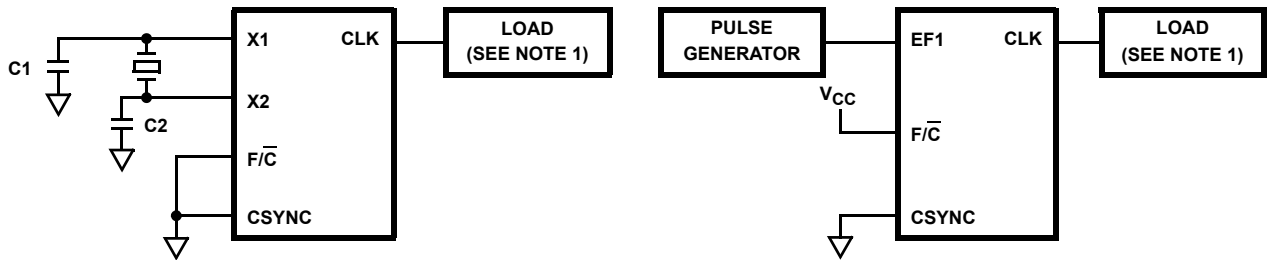 C1
C2
X1
X2
F/C̅
CSYNC
CLK
LOAD
(SEE NOTE 1)
PULSE
GENERATOR
VCC
EF1
F/C̅
CSYNC
CLK
LOAD
(SEE NOTE 1)